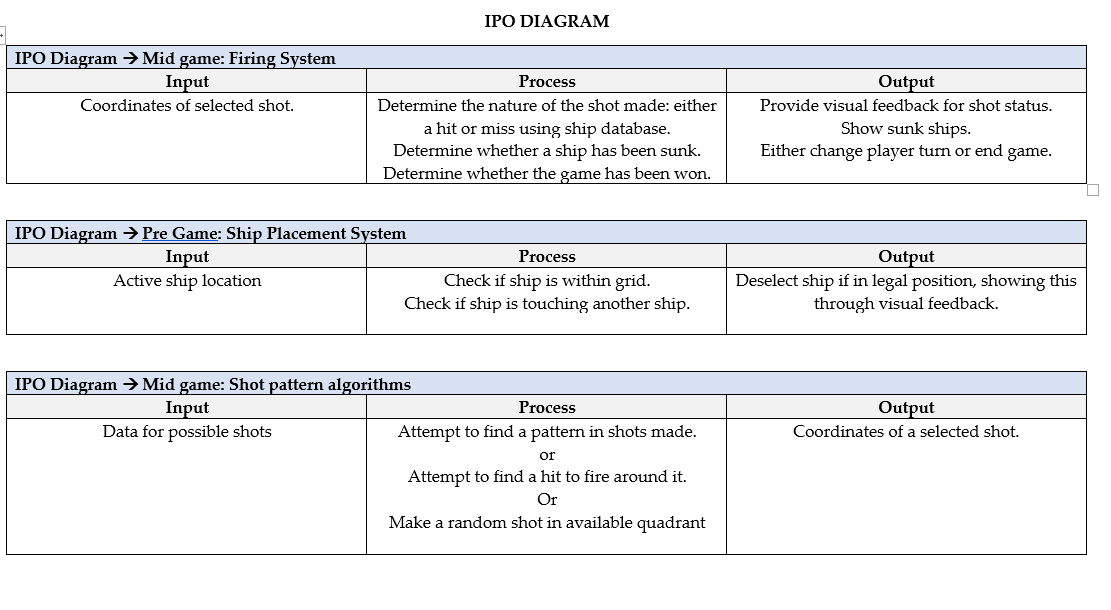 IPO DIAGRAM
IPO Diagram → Mid game: Firing System
Input
Process
Output
Coordinates of selected shot.
Determine the nature of the shot made: either
a hit or miss using ship database.
Determine whether a ship has been sunk.
Determine whether the game has been won.
Provide visual feedback for shot status.
Show sunk ships.
Either change player turn or end game.
IPO Diagram → Pre Game: Ship Placement System
Input
Process
Output
Active ship location
Check if ship is within grid.
Check if ship is touching another ship.
Deselect ship if in legal position, showing this
through visual feedback.
IPO Diagram → Mid game: Shot pattern algorithms
Input
Process
Output
Data for possible shots
Attempt to find a pattern in shots made.
or
Attempt to find a hit to fire around it.
Or
Make a random shot in available quadrant
Coordinates of a selected shot.